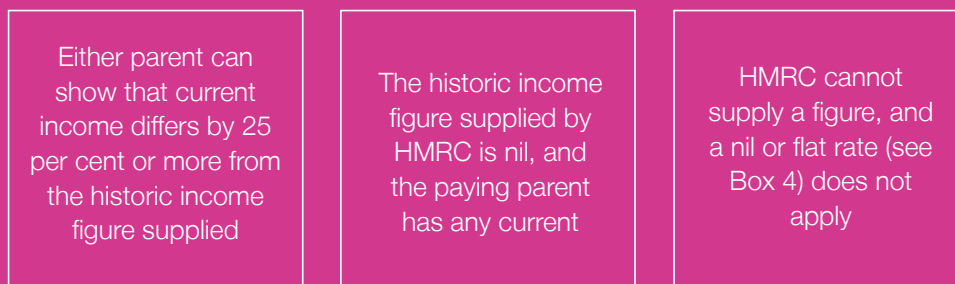 Either parent can
show that current
income differs by 25
per cent or more from
the historic income
figure supplied
The historic income
figure supplied by
HMRC is nil, and
the paying parent
has any current
HMRC cannot
supply a figure, and
a nil or flat rate (see
Box 4) does not
apply